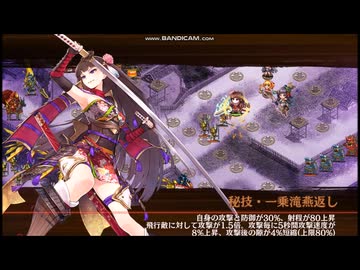 www.BANDICAM.com
秘技・一乗滝燕返し
自身の攻撃と防御が30%、射程が80上昇
飛行敵に対して攻撃が1.5倍、攻撃毎に5秒間攻撃速度が
8%上昇、攻撃後の隙が4%短縮(上限80%)